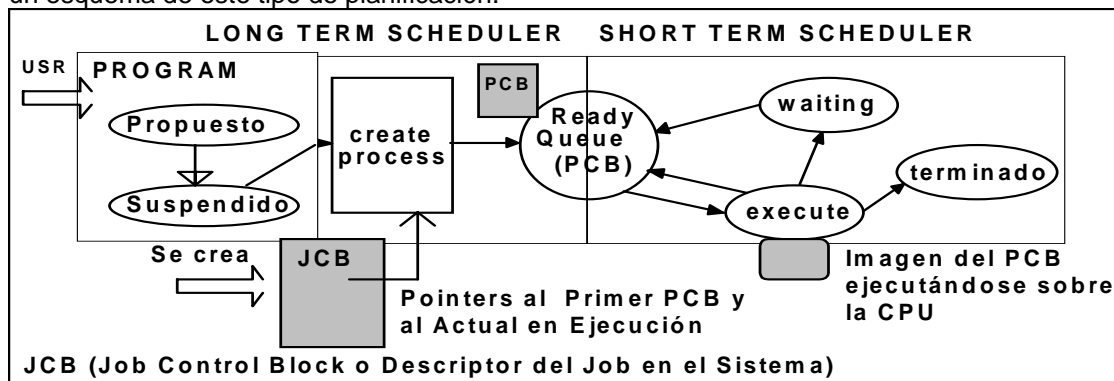 un esquema de este tipo de planificación.
LONG TERM SCHEDULER SHORT TERM SCHEDULER
USR PROGRAM
PCB
Propuesto
Suspendido
create
process
Ready
Queue
(PCB)
waiting
terminado
execute
Se crea
JCB
Pointers al Primer PCB y
al Actual en Ejecución
Imagen del PCB
ejecutándose sobre
la CPU
JCB (Job Control Block o Descriptor del Job en el Sistema)